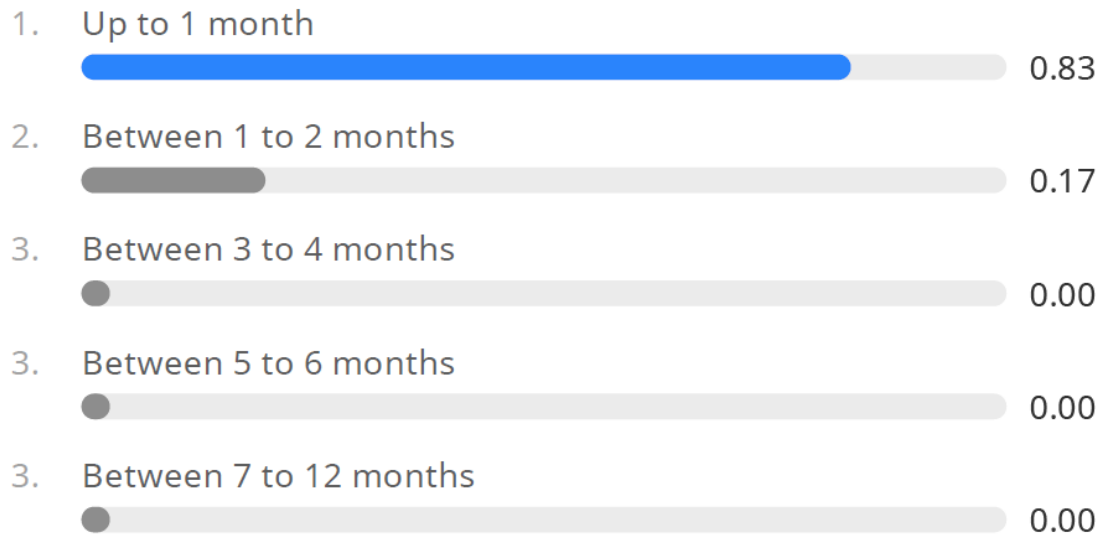 1. Up to 1 month
0.83
2. Between 1 to 2 months
0.17
3. Between 3 to 4 months
0.00
3. Between 5 to 6 months
0.00
3. Between 7 to 12 months
0.00